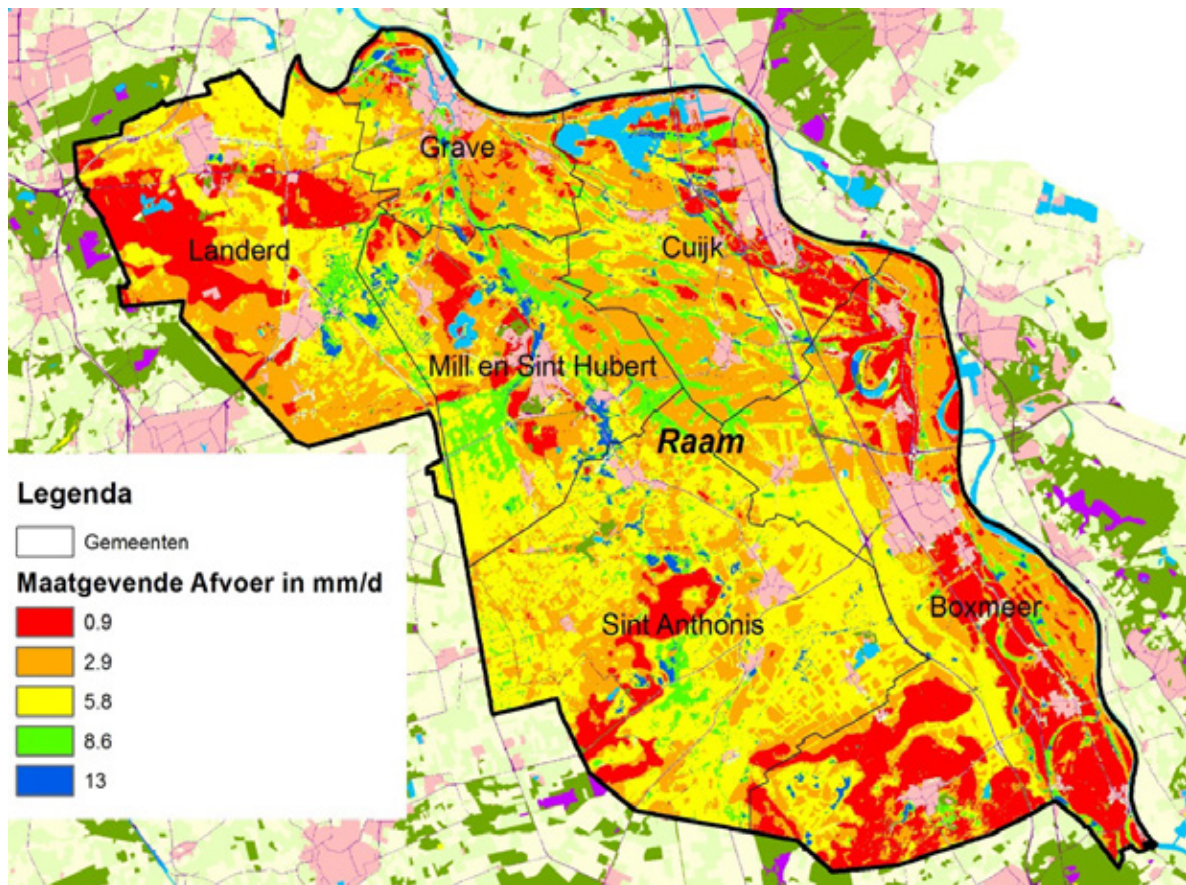 Grave
Landerd
Cuijk
Mill en Sint Hubert
Raam
Boxmeer
Sint Anthonis
Legenda
Gemeenten
Maatgevende Afvoer in mm/d
0.9
2.9
5.8
8.6
13